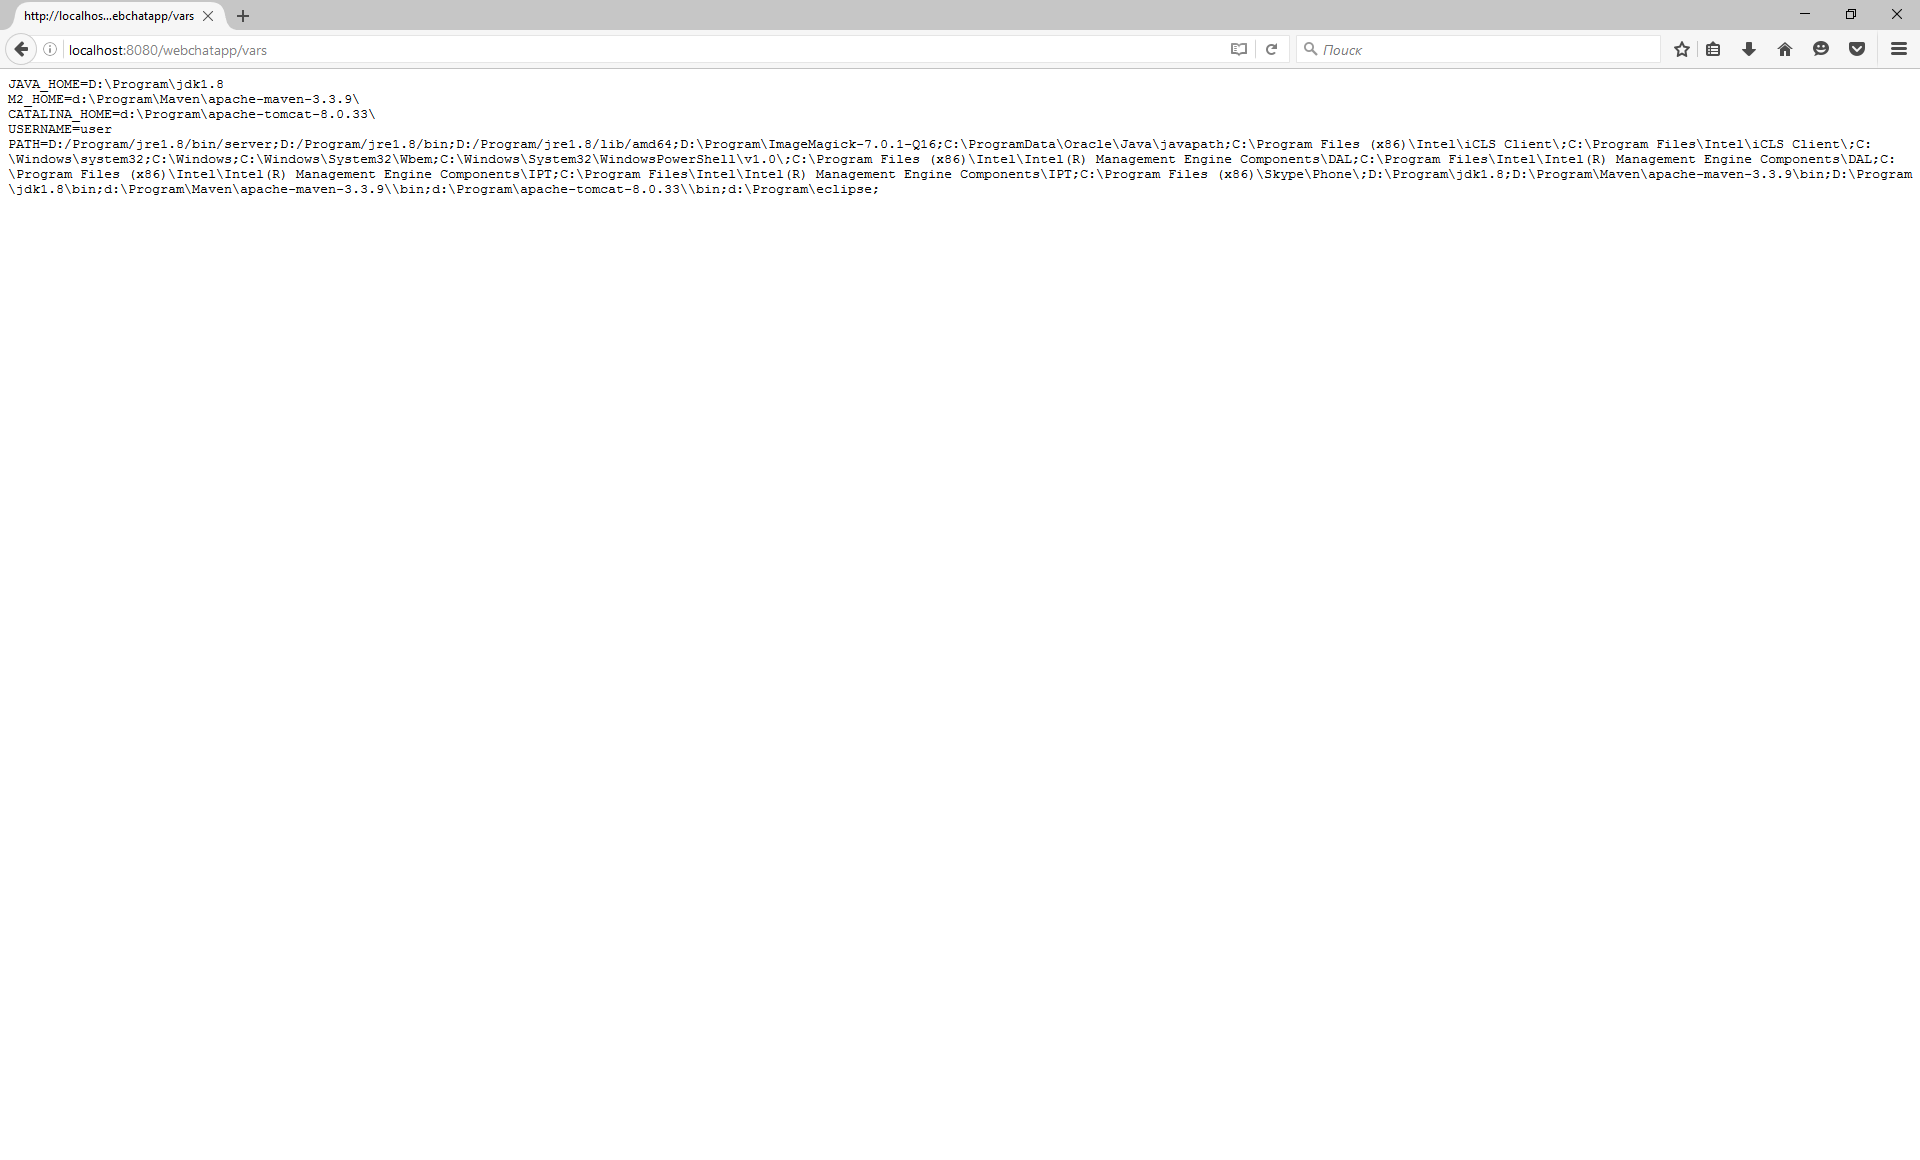 http://localhos...ebchatapp/vars
localhost:8080/webchatapp/vars
Поиск
JAVA_HOME=D:\Program\jdk1.8
M2_HOME=d:\Program\Maven\apache-maven-3.3.9\
CATALINA_HOME=d:\Program\apache-tomcat-8.0.33\
USERNAME=user
PATH=D:/Program/jre1.8/bin/server;D:/Program/jre1.8/bin;D:/Program/jre1.8/lib/amd64;D:\Program\ImageMagick-7.0.1-Q16;C:\ProgramData\Oracle\Java\javapath;C:\Program Files (x86)\Intel\iCLS Client\;C:\Program Files\Intel\iCLS Client\;C:
\Windows\system32;C:\Windows;C:\Windows\System32\Wbem;C:\Windows\System32\WindowsPowerShell\v1.0\;C:\Program Files (x86)\Intel\Intel(R) Management Engine Components\DAL;C:\Program Files\Intel\Intel(R) Management Engine Components\DAL;C:
\Program Files (x86)\Intel\Intel(R) Management Engine Components\IPT;C:\Program Files\Intel\Intel(R) Management Engine Components\IPT;C:\Program Files (x86)\Skype\Phone\;D:\Program\jdk1.8;D:\Program\Maven\apache-maven-3.3.9\bin;D:\Program
\jdk1.8\bin;d:\Program\Maven\apache-maven-3.3.9\\bin;d:\Program\apache-tomcat-8.0.33\\bin;d:\Program\eclipse;